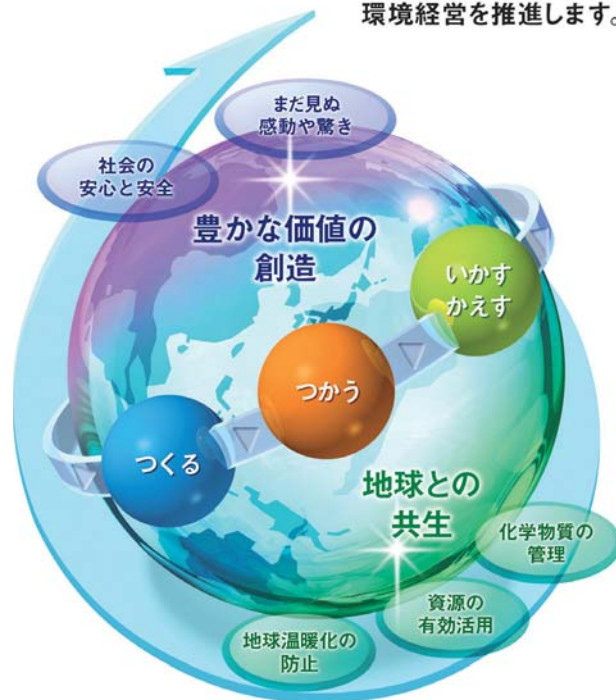 環境経営を推進します。
まだ見ぬ
感動や驚き
社会の
安心と安全
豊かな価値の
創造
いかす
かえす
つかう
つくる
地球との
共生
化学物質の
管理
資源の
有効活用
地球温暖化の
防止